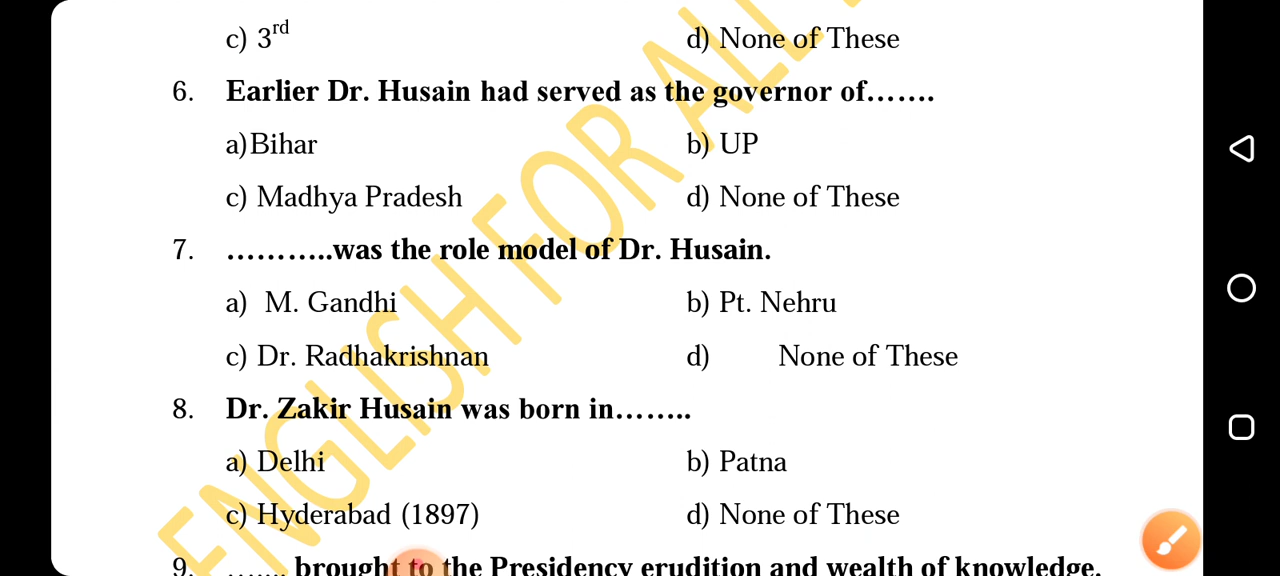 c) 3rd d) None of These
6. Earlier Dr. Husain had served as the governor of…….
a)Bihar b) UP
c) Madhya Pradesh d) None of These
7. ………..was the role model of Dr. Husain.
a) M. Gandhi b) Pt. Nehru
c) Dr. Radhakrishnan d) None of These
8. Dr. Zakir Husain was born in……..
a) Delhi b) Patna
c) Hyderabad (1897) d) None of These
9. ……. brought to the Presidency erudition and wealth of knowledge.
ENGLISH FOR ALL